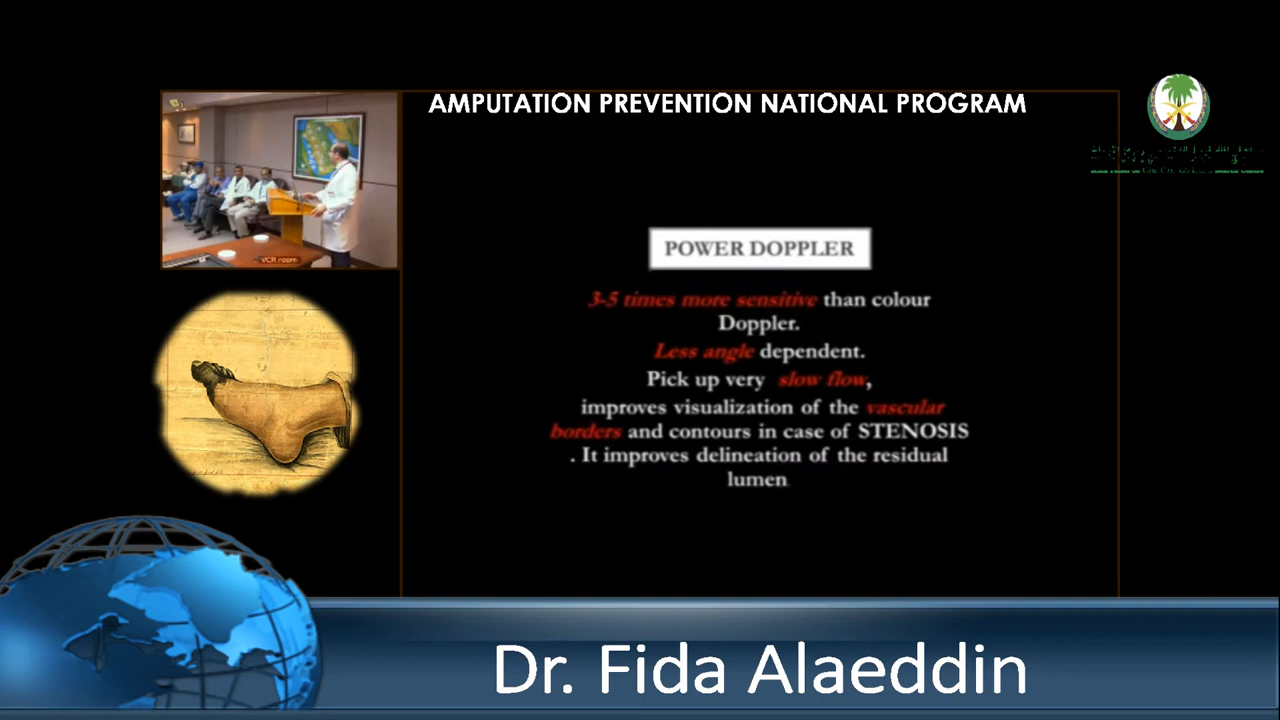 AMPUTATION PREVENTION NATIONAL PROGRAM
VCR room
POWER DOPPLER
3-5 times more sensitive than colour
Doppler.
Less angle dependent.
Pick up very slow flow,
improves visualization of the vascular
borders and contours in case of STENOSIS
. It improves delineation of the residual
lumen
Dr. Fida Alaeddin